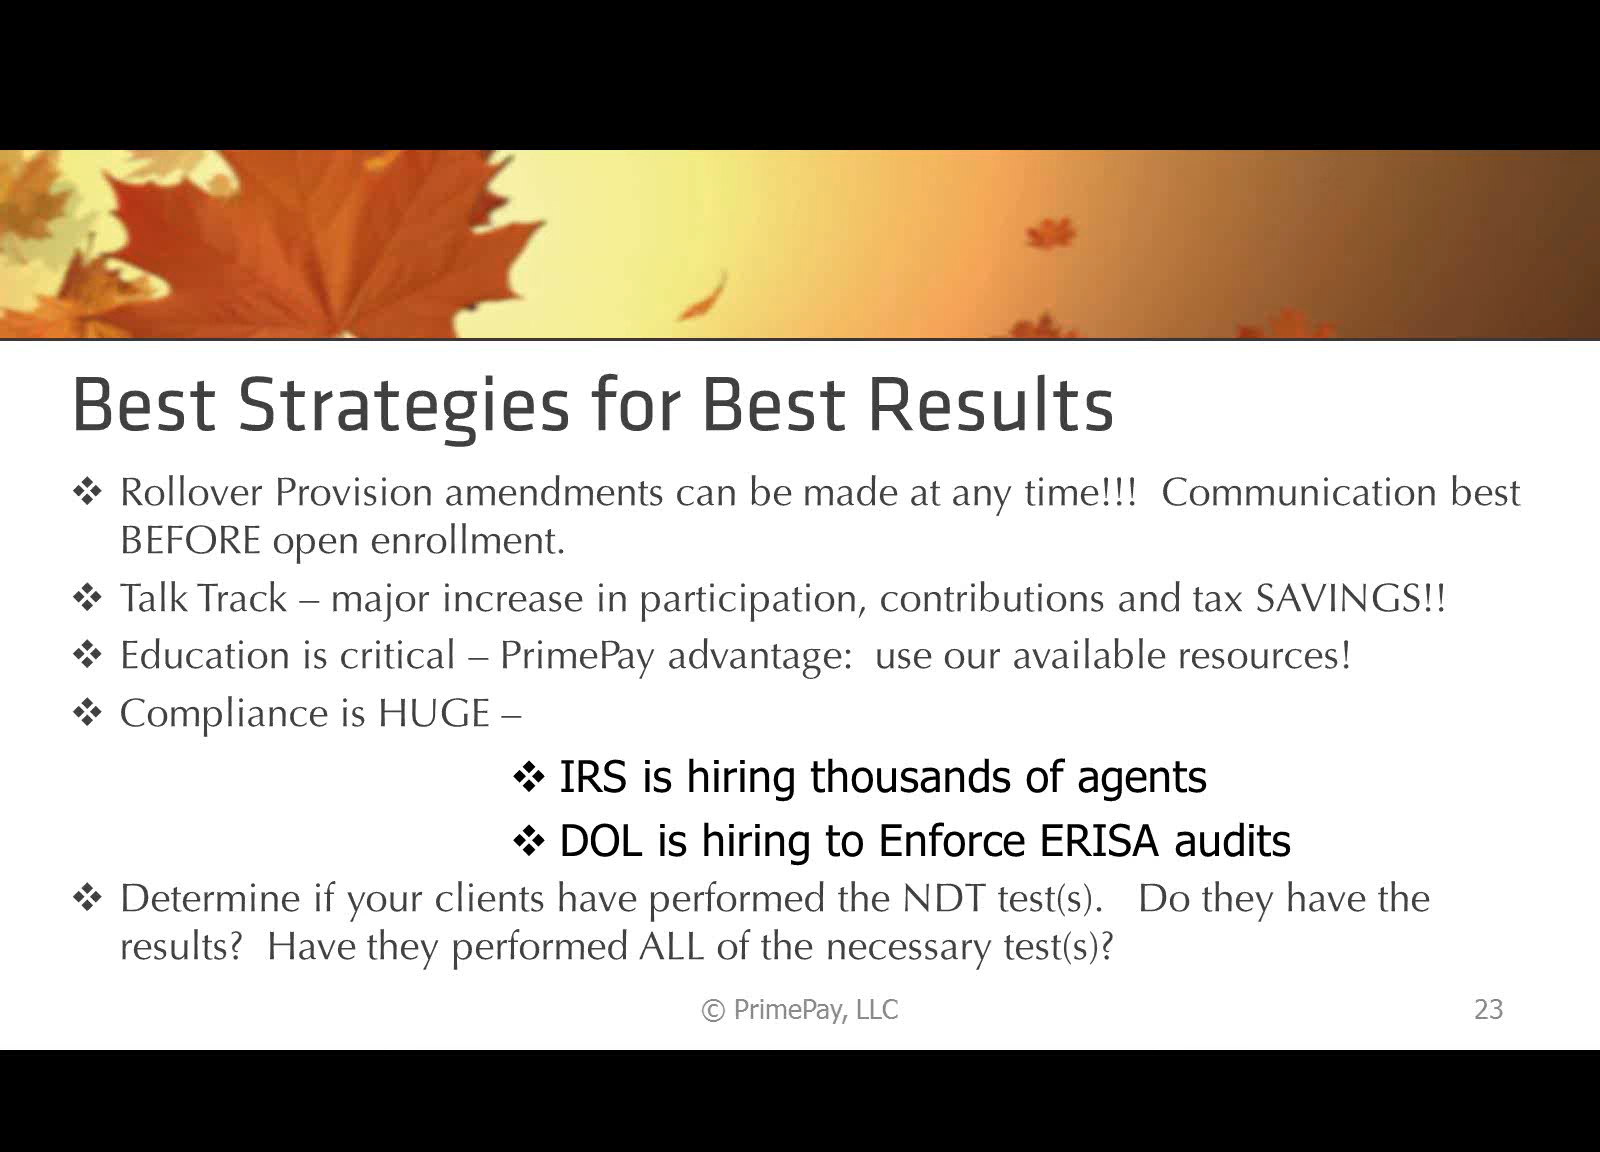 Best Strategies for Best Results
❖ Rollover Provision amendments can be made at any time!!! Communication best
BEFORE open enrollment.
❖ Talk Track – major increase in participation, contributions and tax SAVINGS!!
❖ Education is critical – PrimePay advantage: use our available resources!
❖ Compliance is HUGE –
❖ IRS is hiring thousands of agents
❖ DOL is hiring to Enforce ERISA audits
❖ Determine if your clients have performed the NDT test(s). Do they have the
results? Have they performed ALL of the necessary test(s)?
© PrimePay, LLC
23